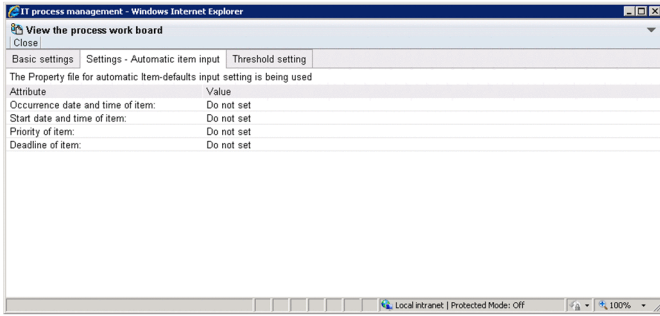 IT process management - Windows Internet Explorer
View the process work board
Close
Basic settings Settings - Automatic item input Threshold setting
The Property file for automatic Item-defaults input setting is being used
Attribute Value
Occurrence date and time of item: Do not set
Start date and time of item: Do not set
Priority of item: Do not set
Deadline of item: Do not set
Local intranet | Protected Mode: Off 100%